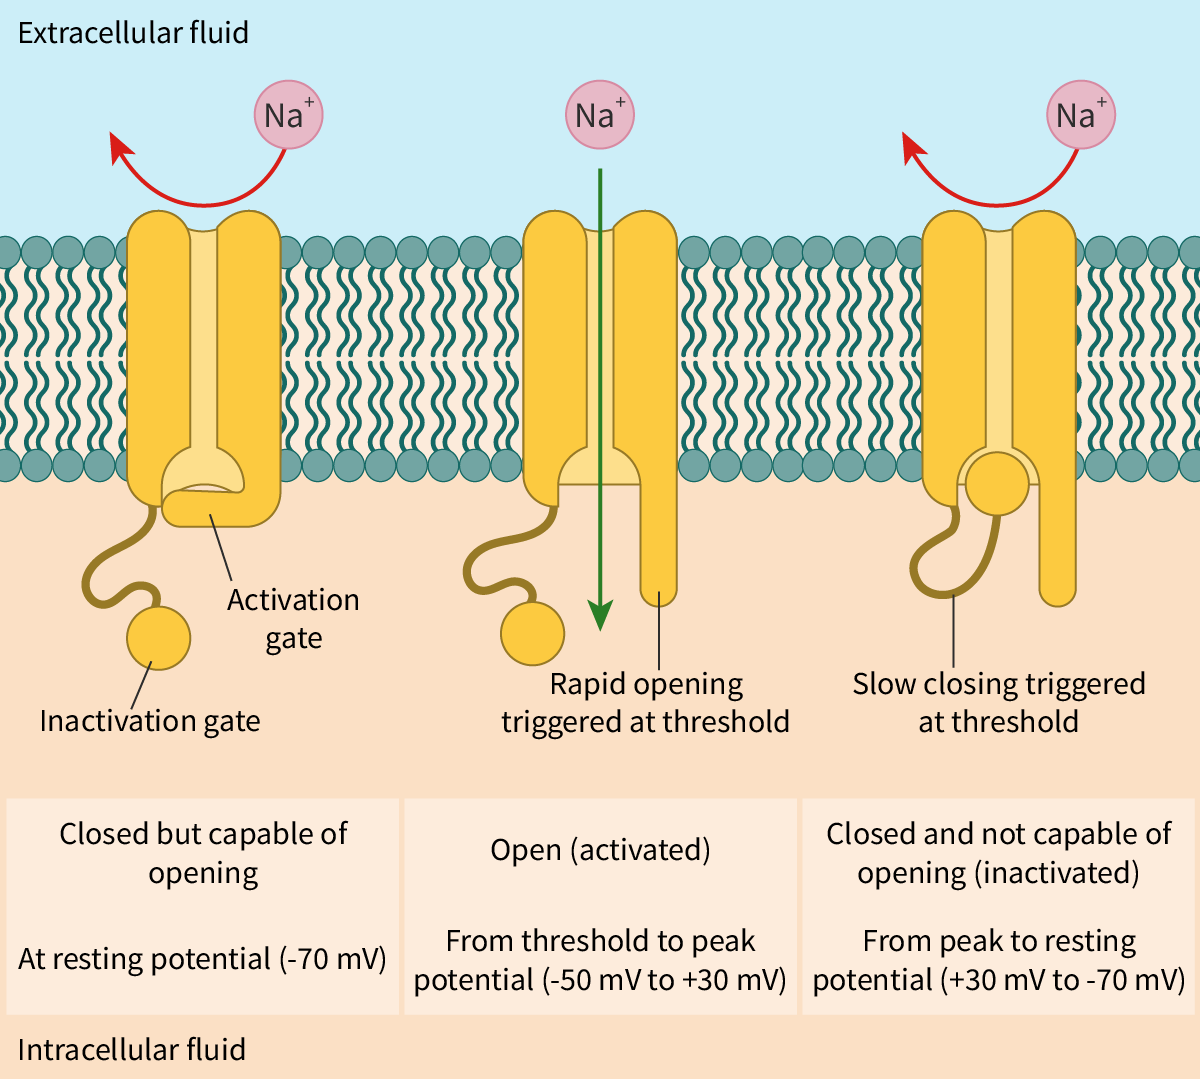 Extracellular fluid
Na+
Na+
Na+
Activation
gate
Inactivation gate
Rapid opening
triggered at threshold
Slow closing triggered
at threshold
Closed but capable of
opening
At resting potential (-70 mV)
Open (activated)
From threshold to peak
potential (-50 mV to +30 mV)
Closed and not capable of
opening (inactivated)
From peak to resting
potential (+30 mV to -70 mV)
Intracellular fluid